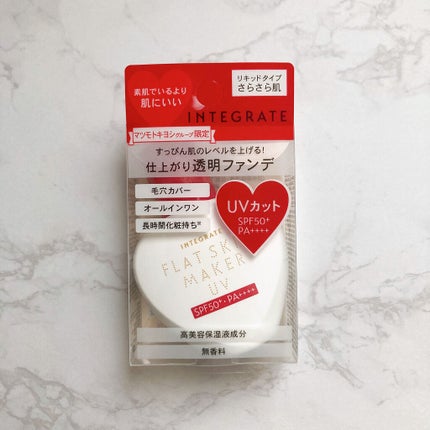 素肌でいるより
肌にいい
リキッドタイプ
さらさら肌
INTEGRATE
マツモトキヨシグループ限定
すっぴん肌のレベルを上げる!
仕上がり透明ファンデ
毛穴カバー
オールインワン
長時間化粧持ち※
UVカット
SPF50+
PA++++
INTEGRATE
FLAT SK
MAKER
UV
SPF50+・PA++++
高美容保湿液成分
無香料